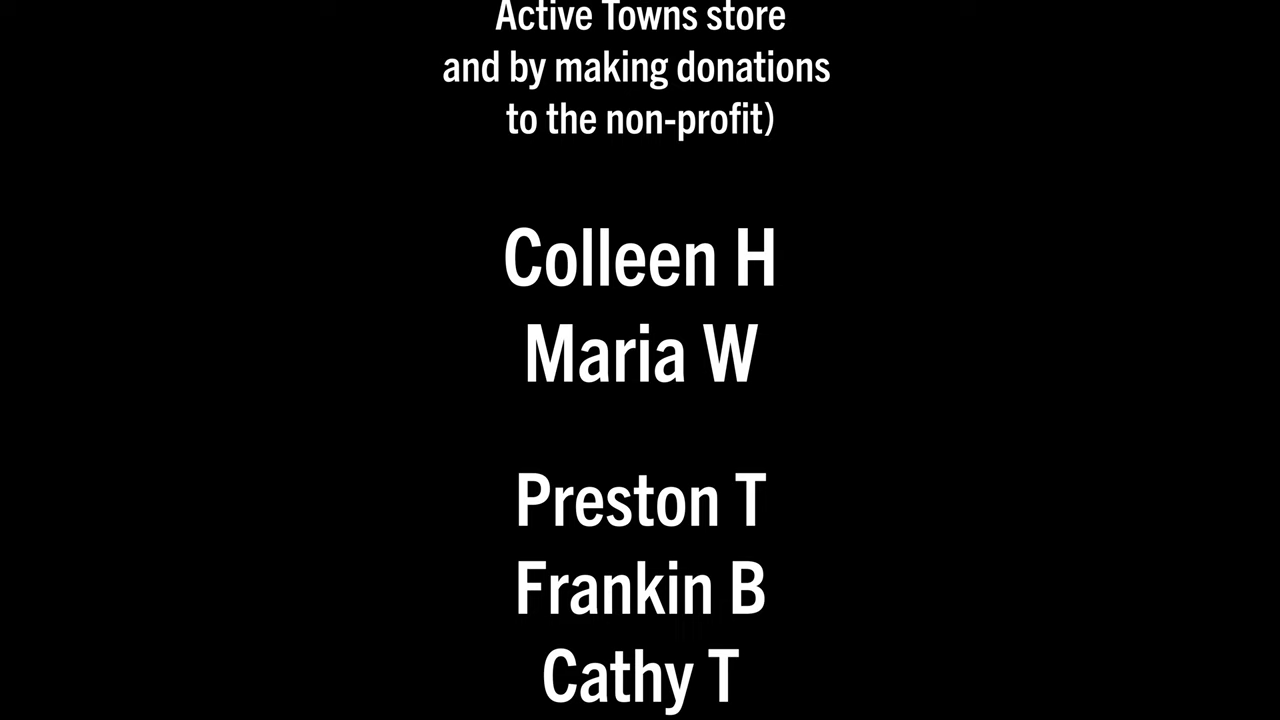 Active Towns store
and by making donations
to the non-profit)
Colleen H
Maria W
Preston T
Frankin B
Cathy T